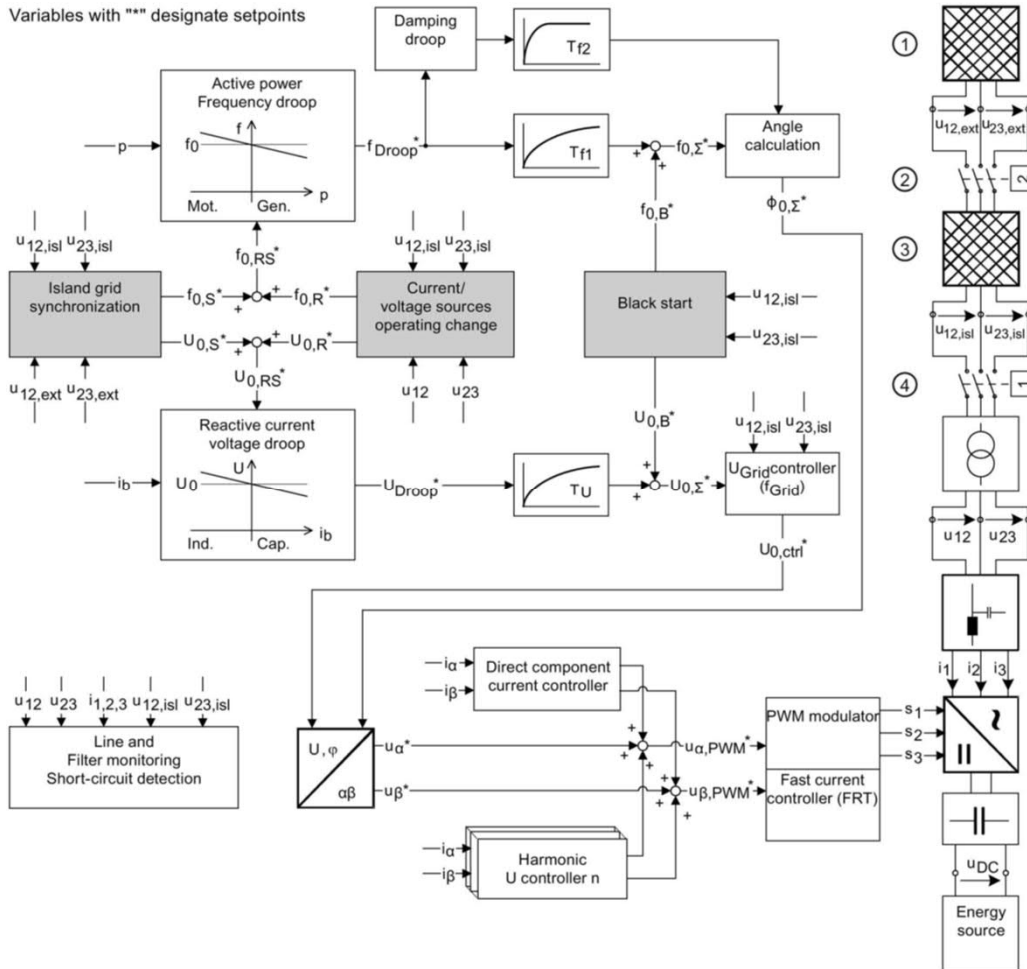 Variables with "*" designate setpoints
Damping
droop
Tf2
1
Active power
Frequency droop
f
f0
p
Mot. Gen.
p
fDroop*
Tf1
+
+
f0,Σ*
Angle
calculation
ϕ0,Σ*
u12,ext
u23,ext
2
2
3
u12,isl
u23,isl
f0,RS*
u12,isl
u23,isl
f0,B*
Island grid
synchronization
f0,S*
+
+
f0,R*
U0,S*
+
+
U0,R*
Current/
voltage sources
operating change
Black start
u12,isl
u23,isl
u12,isl
u23,isl
u12,ext
u23,ext
U0,RS*
u12
u23
4
1
U0,B*
u12,isl
u23,isl
Reactive current
voltage droop
U
U0
ib
Ind. Cap.
ib
UDroop*
TU
+
+
U0,Σ*
UGrid controller
(fGrid)
U0,ctrl*
u12
u23
iα
iβ
Direct component
current controller
i1
i2
i3
u12
u23
i1,2,3
u12,isl
u23,isl
Line and
Filter monitoring
Short-circuit detection
U, φ
αβ
uα*
uβ*
+
+
+
uα,PWM*
+
+
+
uβ,PWM*
PWM modulator
Fast current
controller (FRT)
s1
s2
s3
~
iα
iβ
Harmonic
U controller n
uDC
Energy
source